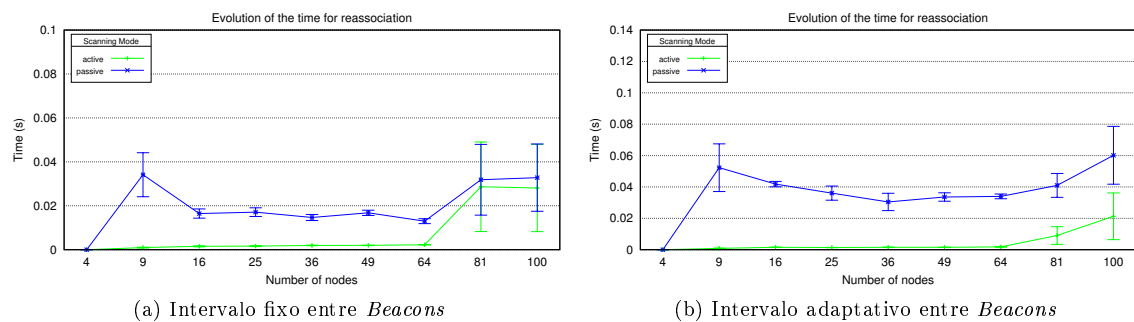 Evolution of the time for reassociation
0.1
0.08
0.06
0.04
0.02
0
Time (s)
Scanning Mode
active
passive
4 9 16 25 36 49 64 81 100
Number of nodes
(a) Intervalo fixo entre Beacons
Evolution of the time for reassociation
0.14
0.12
0.1
0.08
0.06
0.04
0.02
0
Time (s)
Scanning Mode
active
passive
4 9 16 25 36 49 64 81 100
Number of nodes
(b) Intervalo adaptativo entre Beacons